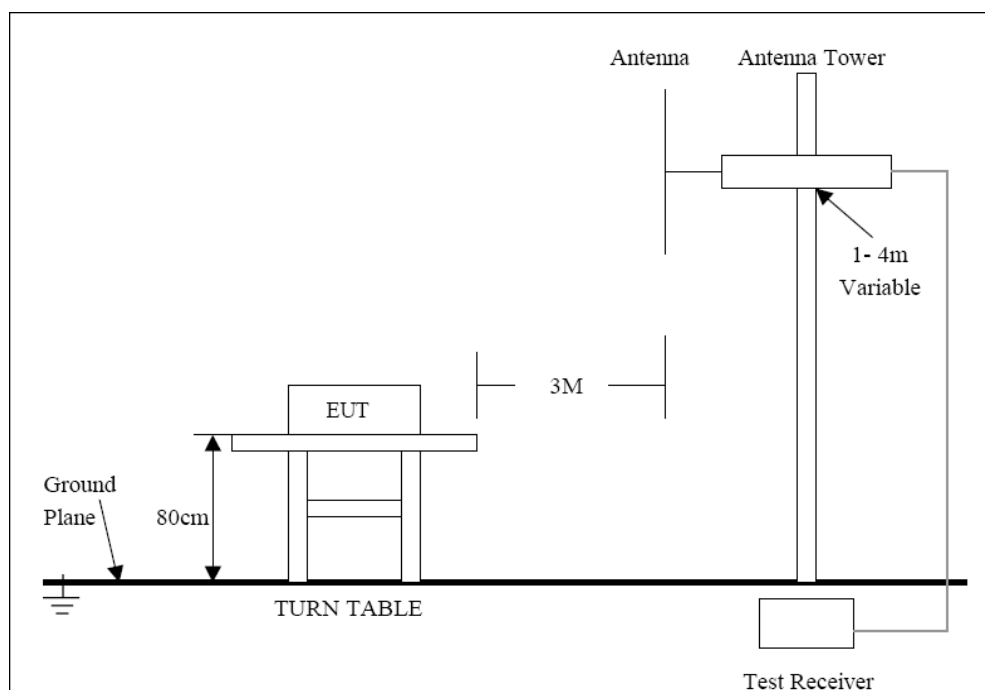 Antenna
Antenna Tower
1- 4m
Variable
3M
EUT
Ground
Plane
80cm
TURN TABLE
Test Receiver